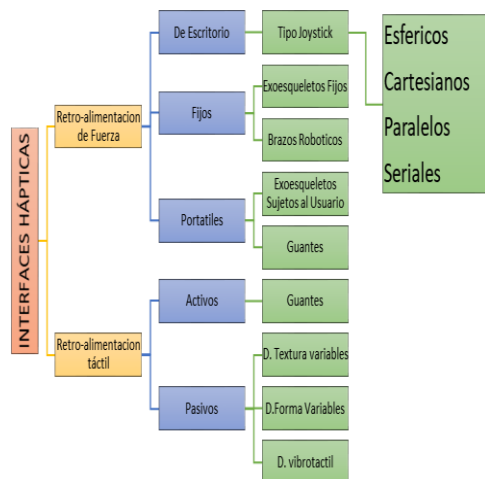 INTERFACES HÁPTICAS
Retro-alimentacion
de Fuerza
De Escritorio
Tipo Joystick
Esfericos
Cartesianos
Paralelos
Seriales
Fijos
Exoesqueletos Fijos
Brazos Roboticos
Portatiles
Exoesqueletos
Sujetos al Usuario
Guantes
Retro-alimentacion
táctil
Activos
Guantes
Pasivos
D. Textura variables
D.Forma Variables
D. vibrotactil